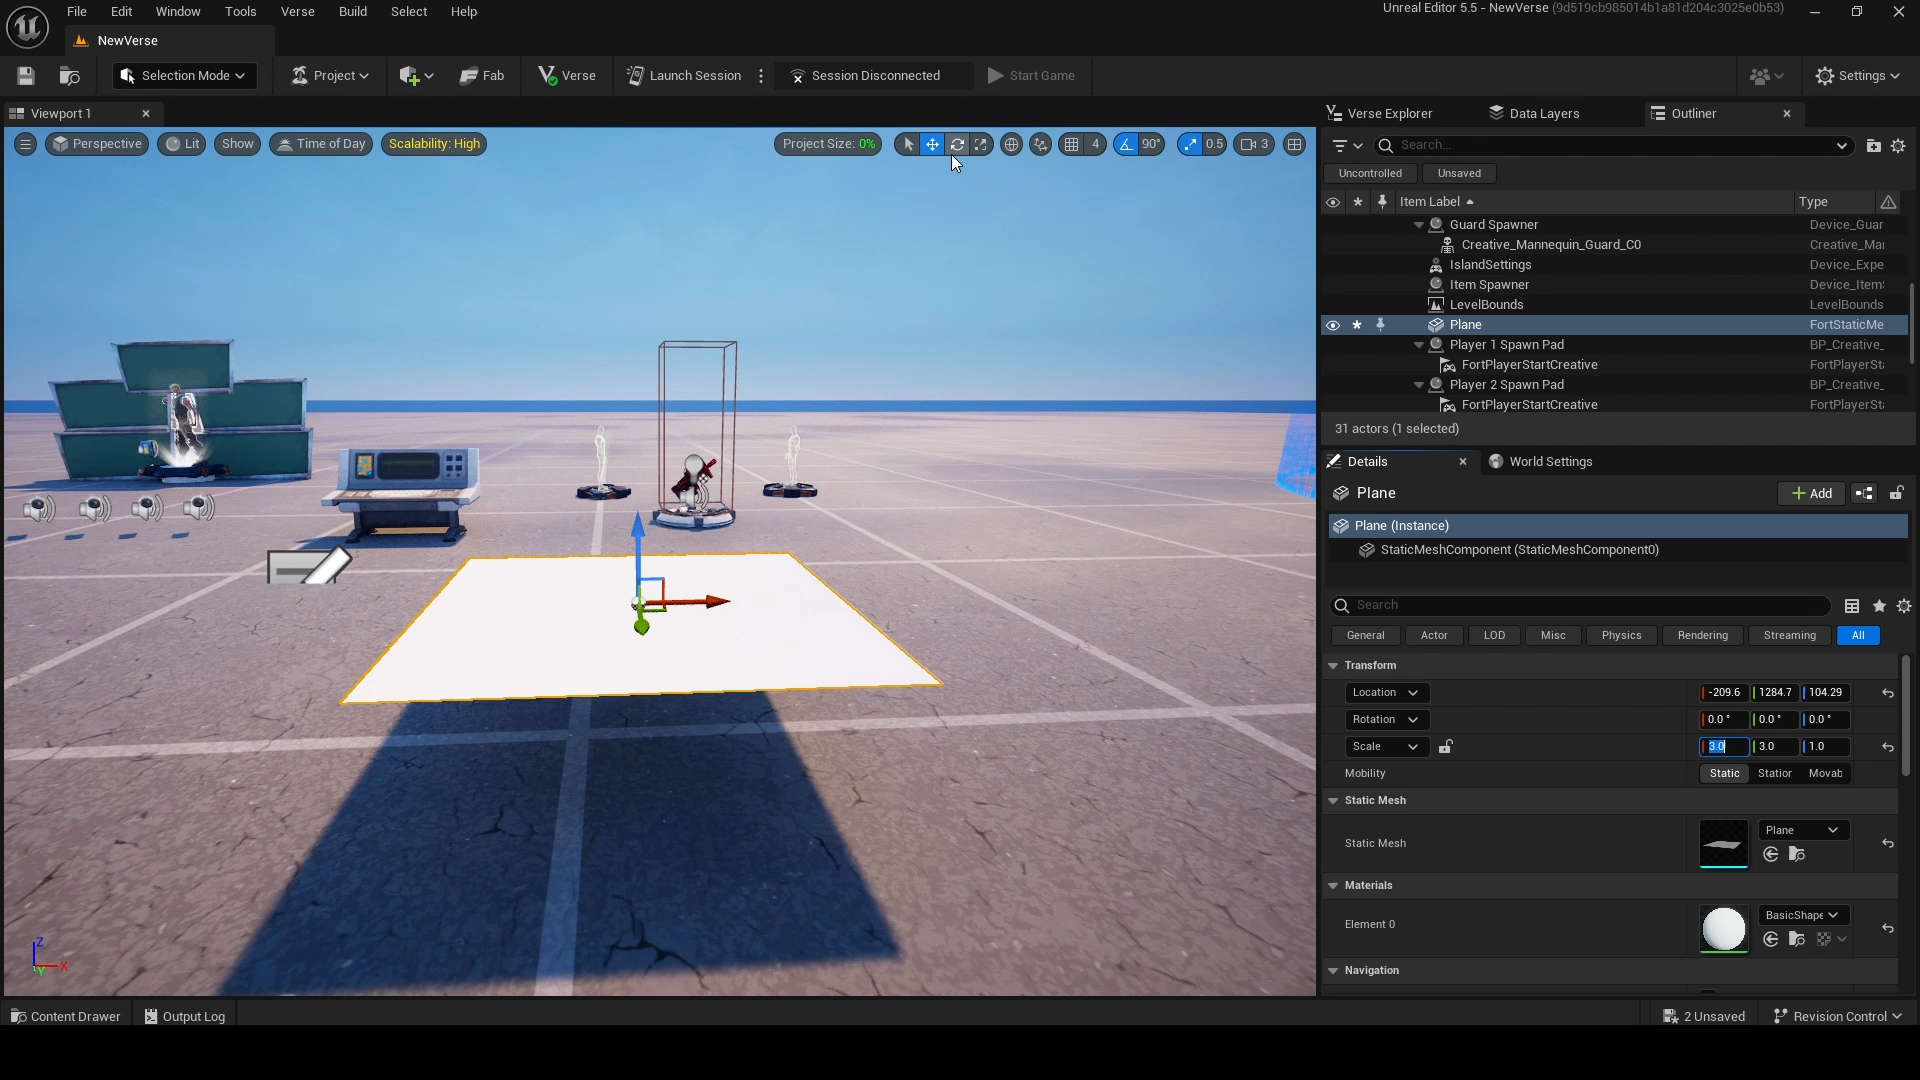 File Edit Window Tools Verse Build Select Help
Unreal Editor 5.5 - NewVerse (9d519cb985014b1a81d204c3025e0b53)
NewVerse
Selection Mode Project Fab Verse Launch Session Session Disconnected Start Game Settings
Viewport 1
Verse Explorer Data Layers Outliner
Perspective Lit Show Time of Day Scalability: High Project Size: 0% 4 90° 0.5 3
Search...
Uncontrolled Unsaved
Item Label Type
Guard Spawner Device_Guar
Creative_Mannequin_Guard_C0 Creative_Mai
IslandSettings Device_Expe
Item Spawner Device_Item
LevelBounds LevelBounds
Plane FortStaticMe
Player 1 Spawn Pad BP_Creative_
FortPlayerStartCreative FortPlayerSt
Player 2 Spawn Pad BP_Creative_
FortPlayerStartCreative FortPlayerSt
31 actors (1 selected)
Details World Settings
Plane Add
Plane (Instance)
StaticMeshComponent (StaticMeshComponent0)
Search
General Actor LOD Misc Physics Rendering Streaming All
Transform
Location -209.6 1284.7 104.29
Rotation 0.0 ° 0.0 ° 0.0 °
Scale 3.0 3.0 1.0
Mobility Static Station Movab
Static Mesh
Static Mesh Plane
Materials
Element 0 BasicShape
Navigation
Z
X
Y
Content Drawer Output Log 2 Unsaved Revision Control